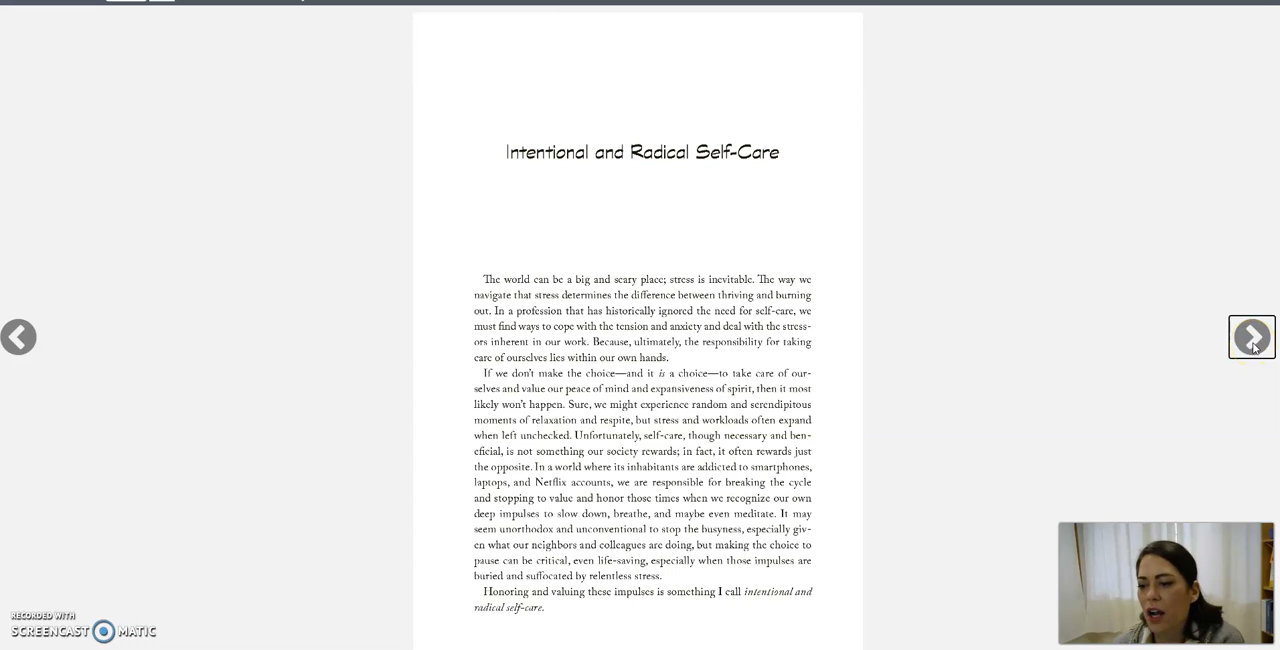 Intentional and Radical Self-Care
The world can be a big and scary place; stress is inevitable. The way we
navigate that stress determines the difference between thriving and burning
out. In a profession that has historically ignored the need for self-care, we
must find ways to cope with the tension and anxiety and deal with the stress-
ors inherent in our work. Because, ultimately, the responsibility for taking
care of ourselves lies within our own hands.
If we don't make the choice—and it is a choice—to take care of our-
selves and value our peace of mind and expansiveness of spirit, then it most
likely won't happen. Sure, we might experience random and serendipitous
moments of relaxation and respite, but stress and workloads often expand
when left unchecked. Unfortunately, self-care, though necessary and ben-
eficial, is not something our society rewards; in fact, it often rewards just
the opposite. In a world where its inhabitants are addicted to smartphones,
laptops, and Netflix accounts, we are responsible for breaking the cycle
and stopping to value and honor those times when we recognize our own
deep impulses to slow down, breathe, and maybe even meditate. It may
seem unorthodox and unconventional to stop the busyness, especially giv-
en what our neighbors and colleagues are doing, but making the choice to
pause can be critical, even life-saving, especially when those impulses are
buried and suffocated by relentless stress.
Honoring and valuing these impulses is something I call intentional and
radical self-care.
RECORDED WITH
SCREENCAST MATIC